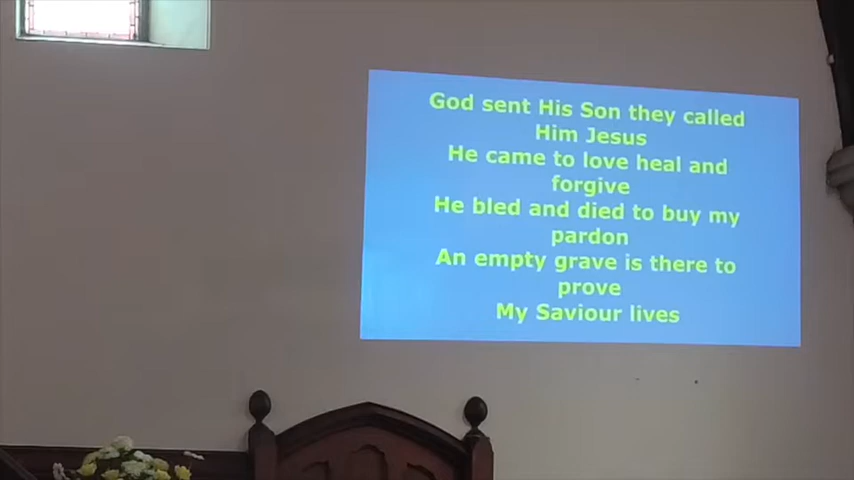 God sent His Son they called
Him Jesus
He came to love heal and
forgive
He bled and died to buy my
pardon
An empty grave is there to
prove
My Saviour lives